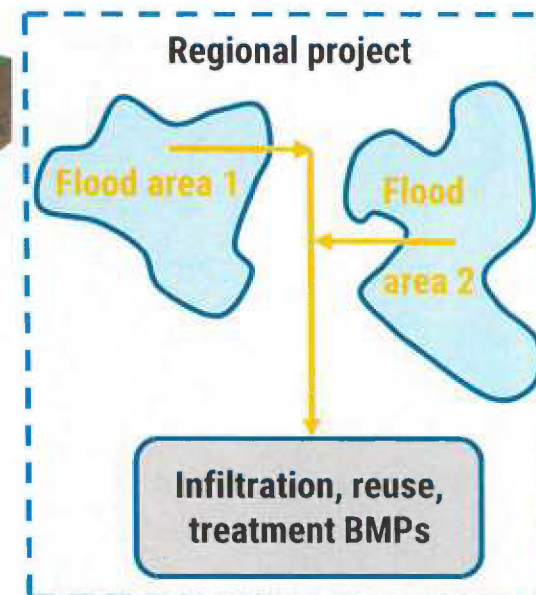 Regional project
Flood area 1
Flood
area 2
Infiltration, reuse,
treatment BMPs